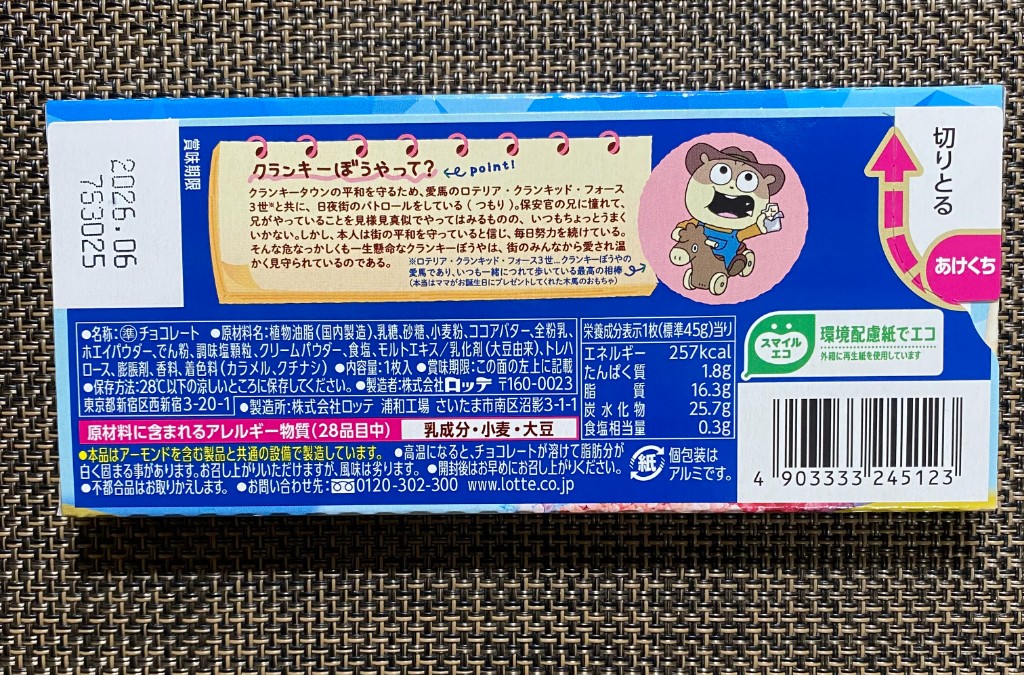 賞味期限
2026.06
763025
クランキーぼうやって?
point!
クランキータウンの平和を守るため、愛馬のロテリア・クランキッド・フォース
3世※と共に、日夜街のパトロールをしている(つもり)。保安官の兄に憧れて、
兄がやっていることを見様見真似でやってはみるものの、いつもちょっとうまく
いかない。しかし、本人は街の平和を守っていると信じ、毎日努力を続けている。
そんな危なっかしくも一生懸命なクランキーぼうやは、街のみんなから愛され温
かく見守られているのである。
※ロテリア・クランキッド・フォース3世…クランキーぼうやの
愛馬であり、いつも一緒につれて歩いている最高の相棒
(本当はママがお誕生日にプレゼントしてくれた木馬のおもちゃ)
切りとる
あけくち
●名称:準チョコレート ●原材料名:植物油脂(国内製造)、乳糖、砂糖、小麦粉、ココアバター、全粉乳、
ホエイパウダー、でん粉、調味塩顆粒、クリームパウダー、食塩、モルトエキス/乳化剤(大豆由来)、トレハ
ロース、膨脹剤、香料、着色料(カラメル、クチナシ) ●内容量:1枚入 ●賞味期限:この面の左上に記載
●保存方法:28℃以下の涼しいところに保存してください。●製造者:株式会社ロッテ 〒160-0023
東京都新宿区西新宿3-20-1 ●製造所:株式会社ロッテ 浦和工場 さいたま市南区沼影3-1-1
原材料に含まれるアレルギー物質(28品目中) 乳成分・小麦・大豆
●本品はアーモンドを含む製品と共通の設備で製造しています。 ●高温になると、チョコレートが溶けて脂肪分が
白く固まる事があります。お召し上がりいただけますが、風味は劣ります。 ●開封後はお早めにお召し上がりください。
●不都合品はお取りかえします。 ●お問い合わせ先:0120-302-300 www.lotte.co.jp
栄養成分表示1枚(標準45g)当り
エネルギー 257kcal
たんぱく質 1.8g
脂質 16.3g
炭水化物 25.7g
食塩相当量 0.3g
紙
個包装は
アルミです。
スマイル
エコ
環境配慮紙でエコ
外箱に再生紙を使用しています
4 903333 245123